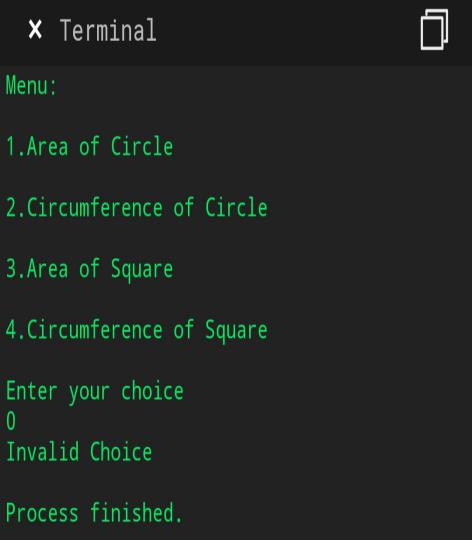 Terminal
Menu:
1.Area of Circle
2.Circumference of Circle
3.Area of Square
4.Circumference of Square
Enter your choice
0
Invalid Choice
Process finished.